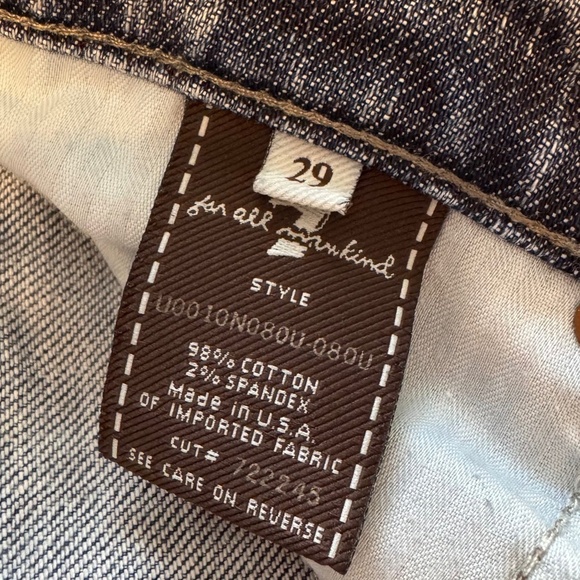 29
for all mankind
STYLE
U0010N080U-080U
98% COTTON
2% SPANDEX
Made in U.S.A.
OF IMPORTED FABRIC
CUT# 722245
SEE CARE ON REVERSE